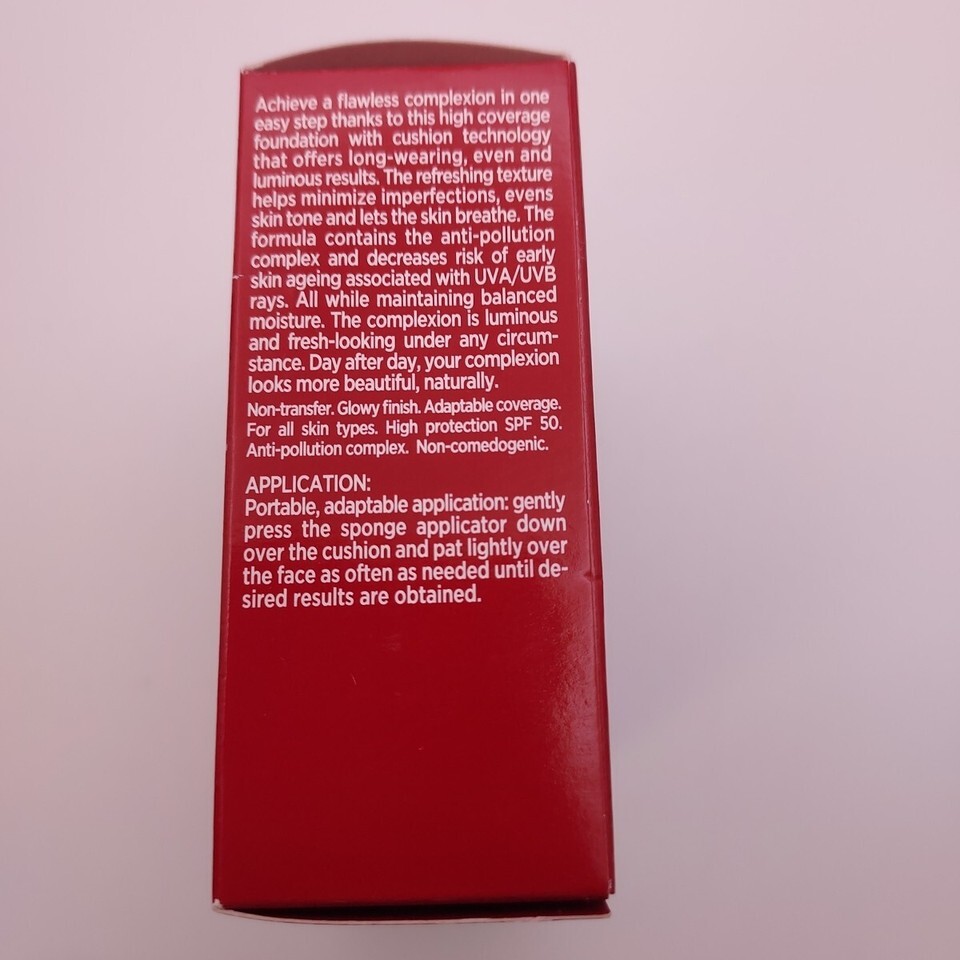 Achieve a flawless complexion in one
easy step thanks to this high coverage
foundation with cushion technology
that offers long-wearing, even and
luminous results. The refreshing texture
helps minimize imperfections, evens
skin tone and lets the skin breathe. The
formula contains the anti-pollution
complex and decreases risk of early
skin ageing associated with UVA/UVB
rays. All while maintaining balanced
moisture. The complexion is luminous
and fresh-looking under any circum-
stance. Day after day, your complexion
looks more beautiful, naturally.
Non-transfer. Glowy finish. Adaptable coverage.
For all skin types. High protection SPF 50.
Anti-pollution complex. Non-comedogenic.
APPLICATION:
Portable, adaptable application: gently
press the sponge applicator down
over the cushion and pat lightly over
the face as often as needed until de-
sired results are obtained.